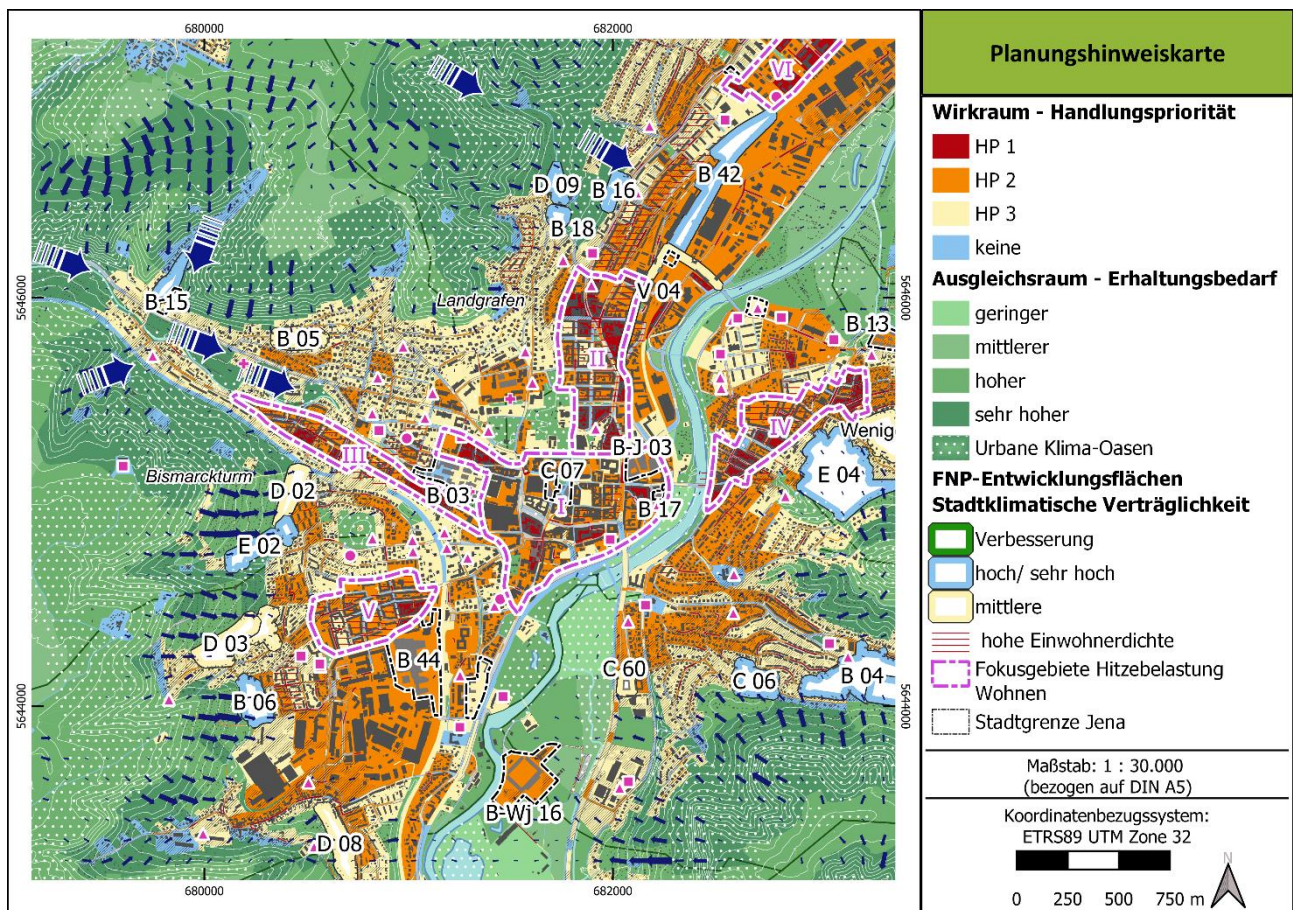 680000
682000
VI
B 42
D 09
B 16
B 18
5646000
5646000
B-15
Landgrafen
V 04
B 05
B 13
II
IV
Wenig
III
B-J 03
C 07
E 04
Bismarckturm
D 02
B 03
I
B 17
E 02
V
D 03
B 44
C 60
C 06
B 04
B 06
5644000
5644000
B-Wj 16
D 08
680000
682000
Planungshinweiskarte
Wirkraum - Handlungspriorität
HP 1
HP 2
HP 3
keine
Ausgleichsraum - Erhaltungsbedarf
geringer
mittlerer
hoher
sehr hoher
Urbane Klima-Oasen
FNP-Entwicklungsflächen
Stadtklimatische Verträglichkeit
Verbesserung
hoch/ sehr hoch
mittlere
hohe Einwohnerdichte
Fokusgebiete Hitzebelastung
Wohnen
Stadtgrenze Jena
Maßstab: 1 : 30.000
(bezogen auf DIN A5)
Koordinatenbezugssystem:
ETRS89 UTM Zone 32
N
0 250 500 750 m